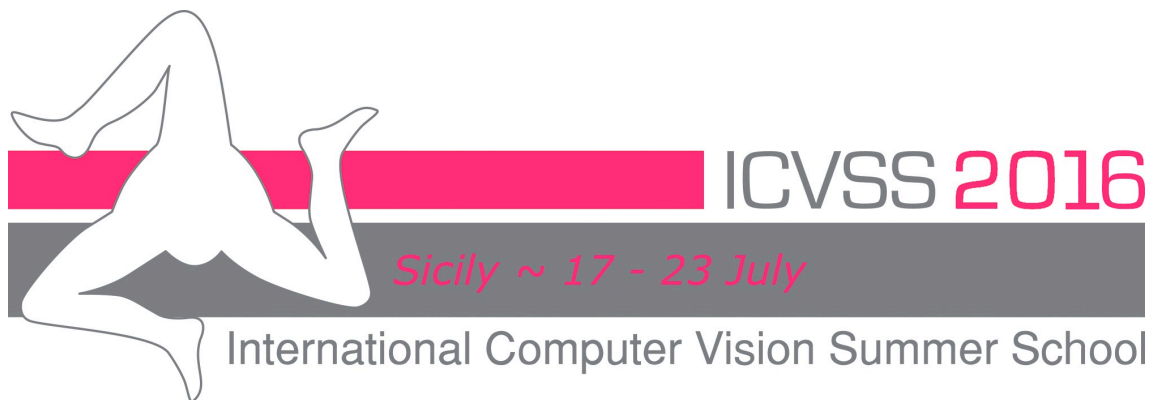 ICVSS 2016
Sicily ~ 17 - 23 July
International Computer Vision Summer School